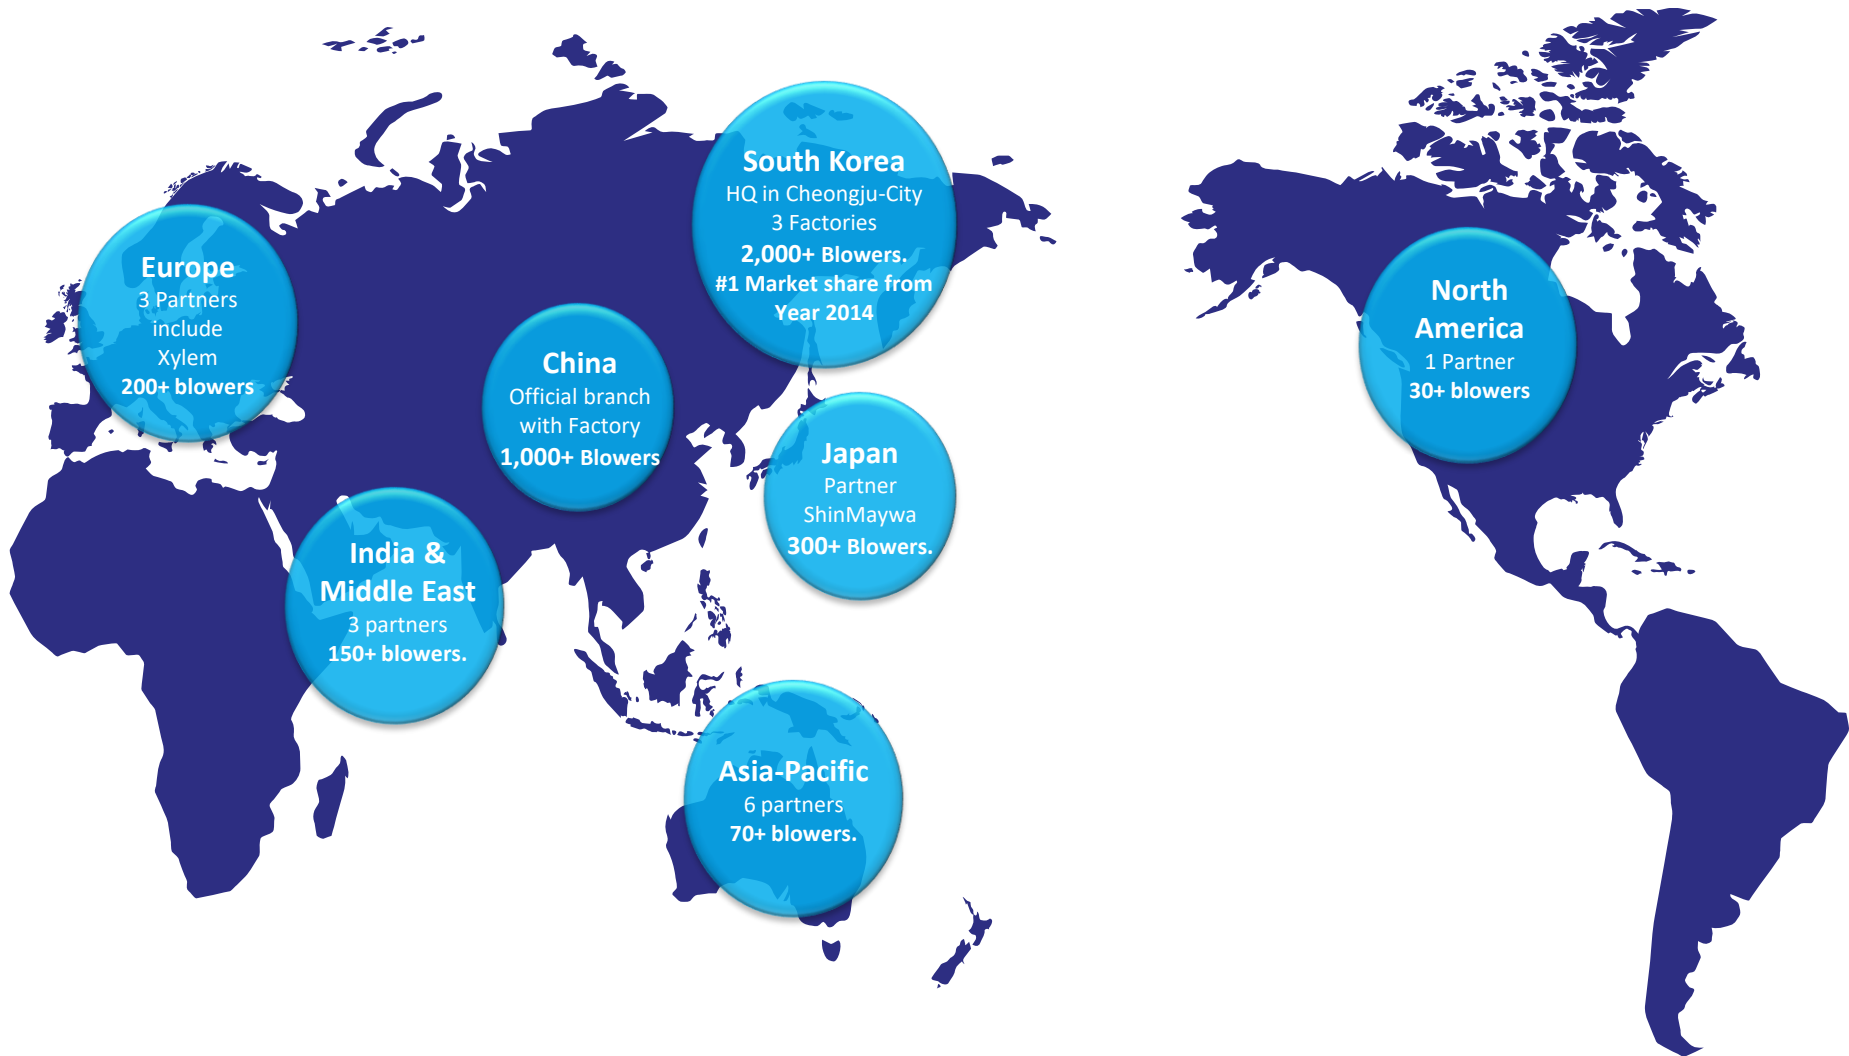 South Korea
HQ in Cheongju-City
3 Factories
2,000+ Blowers.
#1 Market share from
Year 2014
Europe
3 Partners
include
Xylem
200+ blowers
China
Official branch
with Factory
1,000+ Blowers
North
America
1 Partner
30+ blowers
Japan
Partner
ShinMaywa
300+ Blowers.
India &
Middle East
3 partners
150+ blowers.
Asia-Pacific
6 partners
70+ blowers.